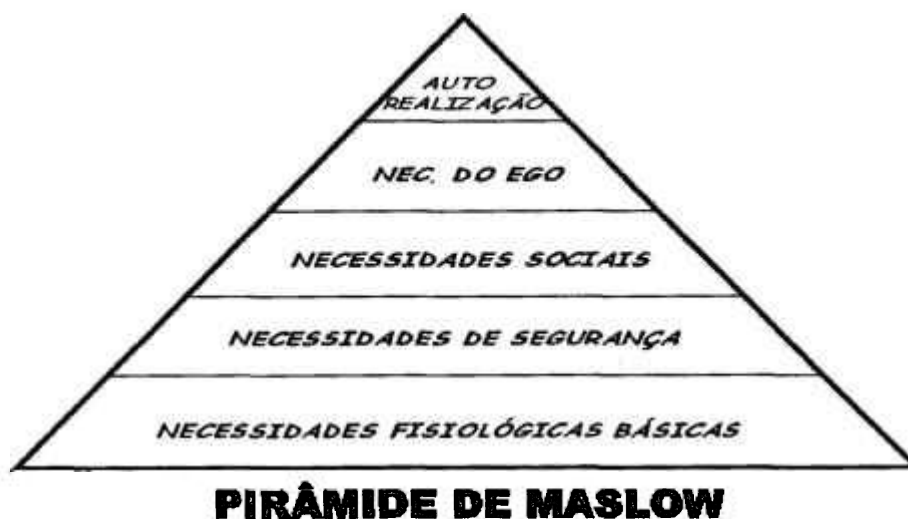 AUTO
REALIZAÇÃO
NEC. DO EGO
NECESSIDADES SOCIAIS
NECESSIDADES DE SEGURANÇA
NECESSIDADES FISIOLÓGICAS BÁSICAS
PIRÂMIDE DE MASLOW